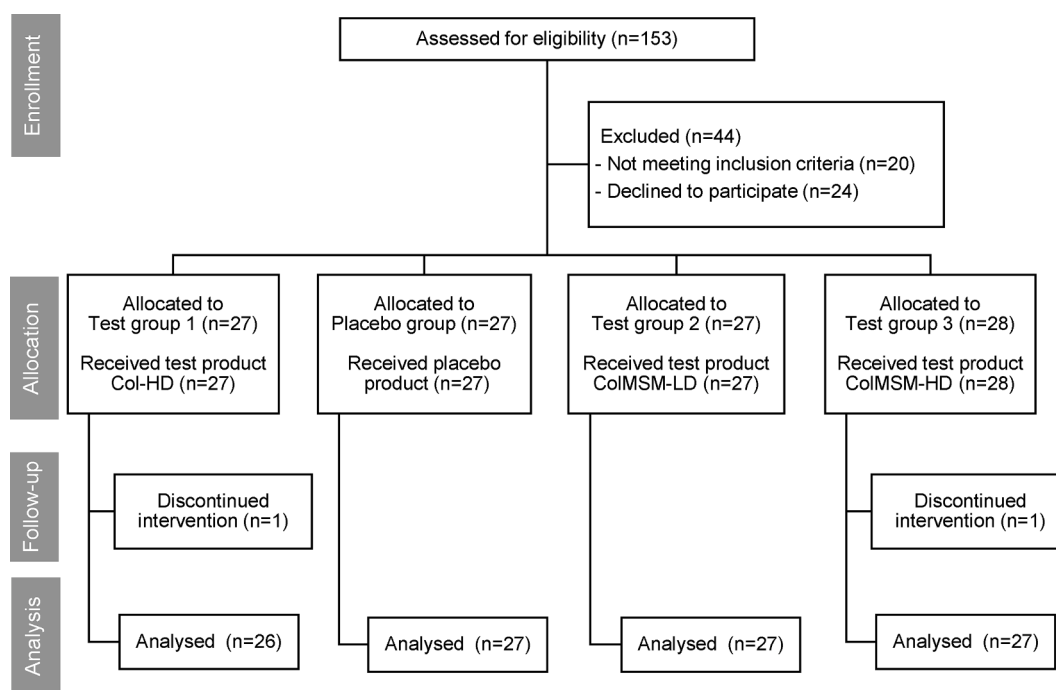 Enrollment
Assessed for eligibility (n=153)
Excluded (n=44)
- Not meeting inclusion criteria (n=20)
- Declined to participate (n=24)
Allocation
Allocated to
Test group 1 (n=27)
Received test product
Col-HD (n=27)
Allocated to
Placebo group (n=27)
Received placebo
product (n=27)
Allocated to
Test group 2 (n=27)
Received test product
ColMSM-LD (n=27)
Allocated to
Test group 3 (n=28)
Received test product
ColMSM-HD (n=28)
Follow-up
Discontinued
intervention (n=1)
Discontinued
intervention (n=1)
Analysis
Analysed (n=26)
Analysed (n=27)
Analysed (n=27)
Analysed (n=27)